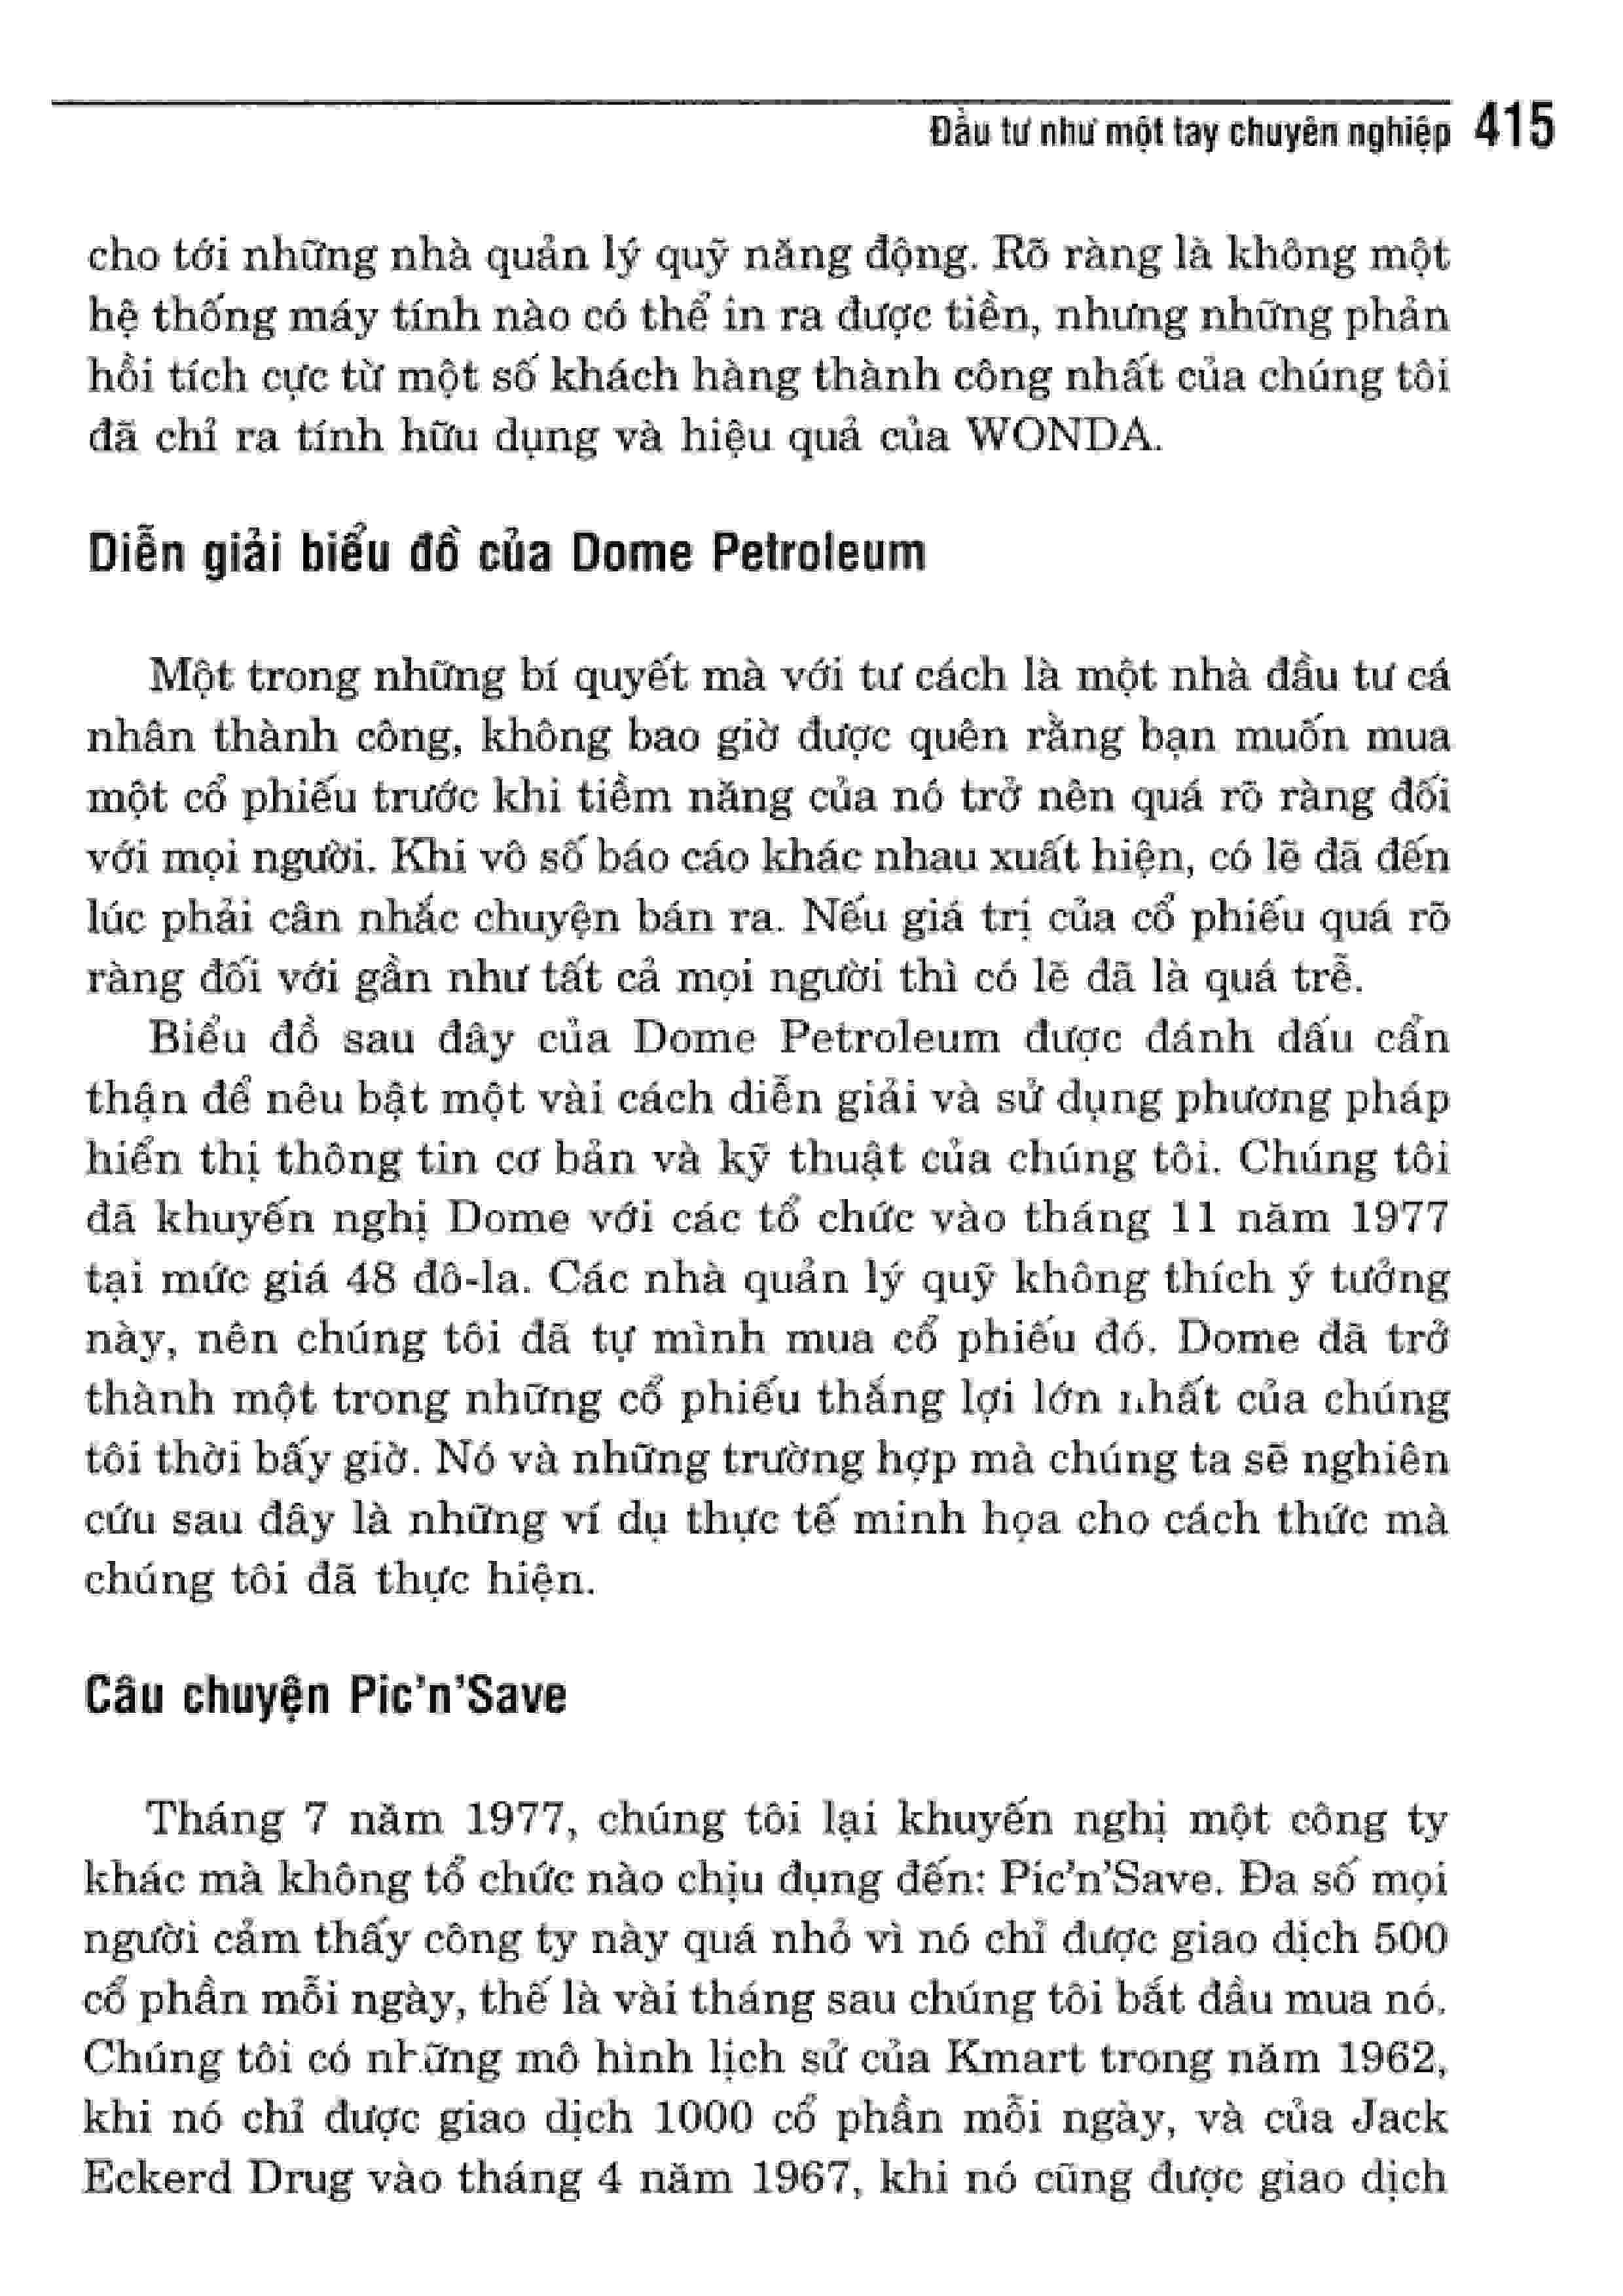 Đầu tư như một tay chuyên nghiệp 415
cho tới những nhà quản lý quỹ năng động. Rõ ràng là không một
hệ thống máy tính nào có thể in ra được tiền, nhưng những phản
hồi tích cực từ một số khách hàng thành công nhất của chúng tôi
đã chỉ ra tính hữu dụng và hiệu quả của WONDA.
Diễn giải biểu đồ của Dome Petroleum
Một trong những bí quyết mà với tư cách là một nhà đầu tư cá
nhân thành công, không bao giờ được quên rằng bạn muốn mua
một cổ phiếu trước khi tiềm năng của nó trở nên quá rõ ràng đối
với mọi người. Khi vô số báo cáo khác nhau xuất hiện, có lẽ đã đến
lúc phải cân nhắc chuyện bán ra. Nếu giá trị của cổ phiếu quá rõ
ràng đối với gần như tất cả mọi người thì có lẽ đã là quá trễ.
Biểu đồ sau đây của Dome Petroleum được đánh dấu cẩn
thận để nêu bật một vài cách diễn giải và sử dụng phương pháp
hiển thị thông tin cơ bản và kỹ thuật của chúng tôi. Chúng tôi
đã khuyến nghị Dome với các tổ chức vào tháng 11 năm 1977
tại mức giá 48 đô-la. Các nhà quản lý quỹ không thích ý tưởng
này, nên chúng tôi đã tự mình mua cổ phiếu đó. Dome đã trở
thành một trong những cổ phiếu thắng lợi lớn nhất của chúng
tôi thời bấy giờ. Nó và những trường hợp mà chúng ta sẽ nghiên
cứu sau đây là những ví dụ thực tế minh họa cho cách thức mà
chúng tôi đã thực hiện.
Câu chuyện Pic'n'Save
Tháng 7 năm 1977, chúng tôi lại khuyến nghị một công ty
khác mà không tổ chức nào chịu đụng đến: Pic'n'Save. Đa số mọi
người cảm thấy công ty này quá nhỏ vì nó chỉ được giao dịch 500
cổ phần mỗi ngày, thế là vài tháng sau chúng tôi bắt đầu mua nó.
Chúng tôi có những mô hình lịch sử của Kmart trong năm 1962,
khi nó chỉ được giao dịch 1000 cổ phần mỗi ngày, và của Jack
Eckerd Drug vào tháng 4 năm 1967, khi nó cũng được giao dịch